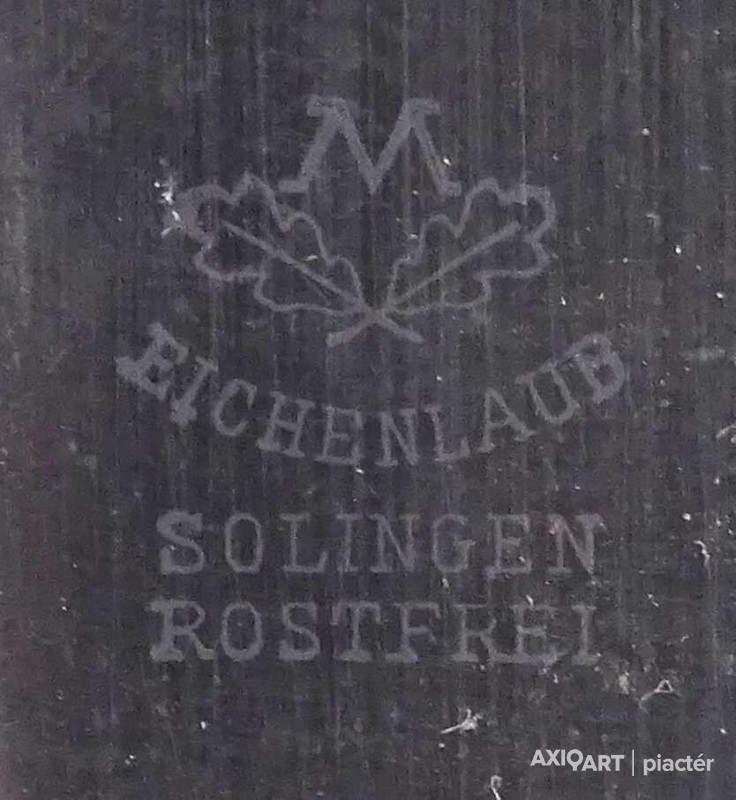 M
EICHENLAUB
SOLINGEN
ROSTFREI
AXIOART | piactér